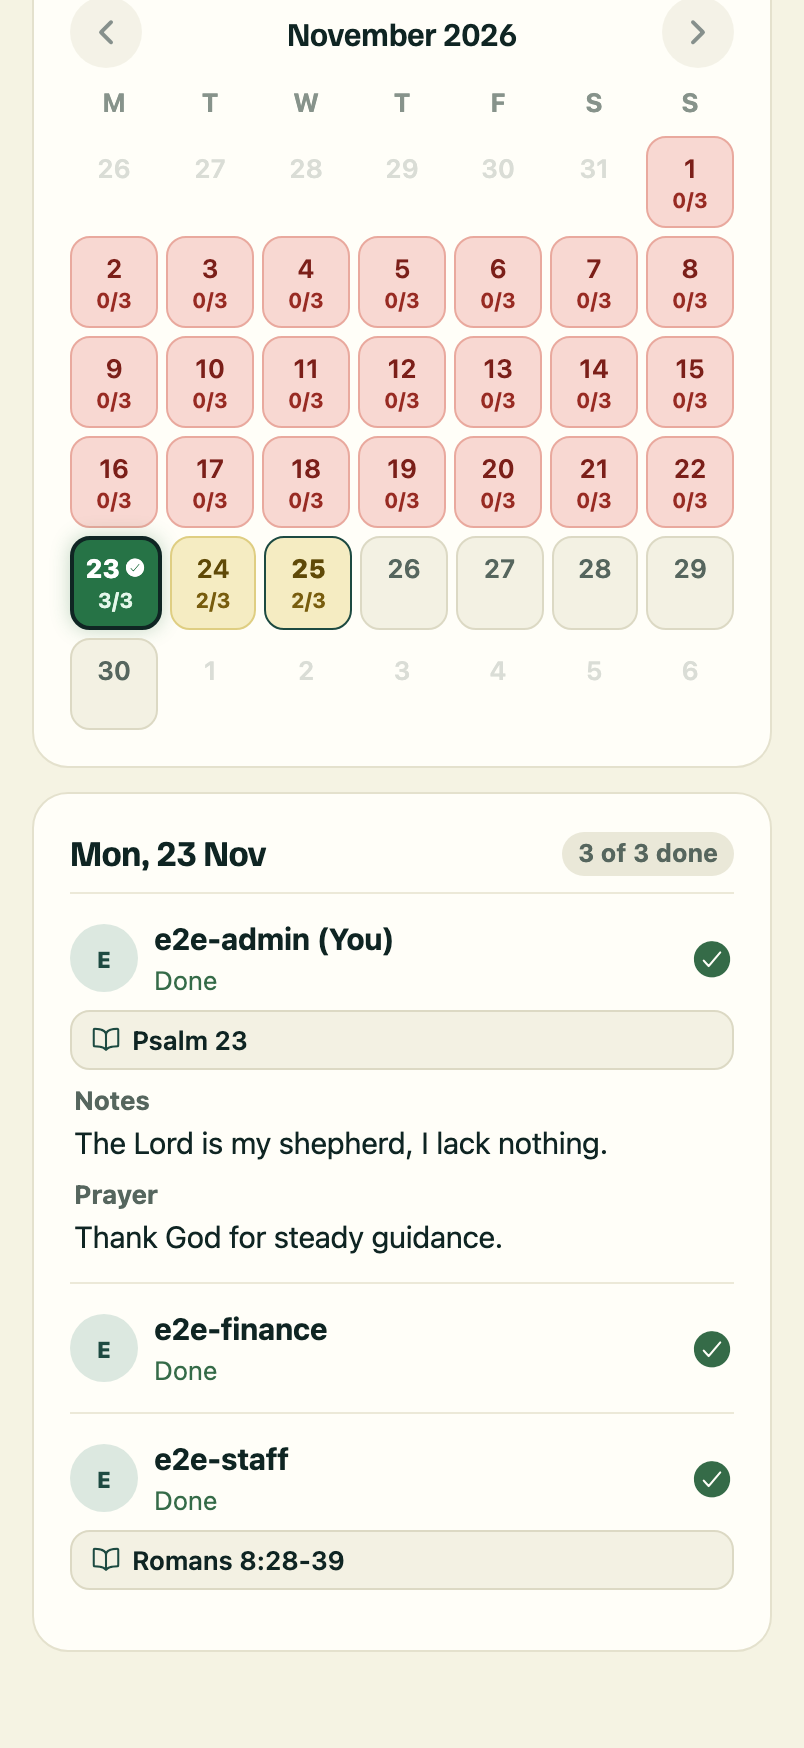 November 2026
M T W T F S S
26 27 28 29 30 31 1
0/3
2 3 4 5 6 7 8
0/3 0/3 0/3 0/3 0/3 0/3 0/3
9 10 11 12 13 14 15
0/3 0/3 0/3 0/3 0/3 0/3 0/3
16 17 18 19 20 21 22
0/3 0/3 0/3 0/3 0/3 0/3 0/3
23 24 25 26 27 28 29
3/3 2/3 2/3
30 1 2 3 4 5 6
Mon, 23 Nov 3 of 3 done
E e2e-admin (You)
Done
Psalm 23
Notes
The Lord is my shepherd, I lack nothing.
Prayer
Thank God for steady guidance.
E e2e-finance
Done
E e2e-staff
Done
Romans 8:28-39